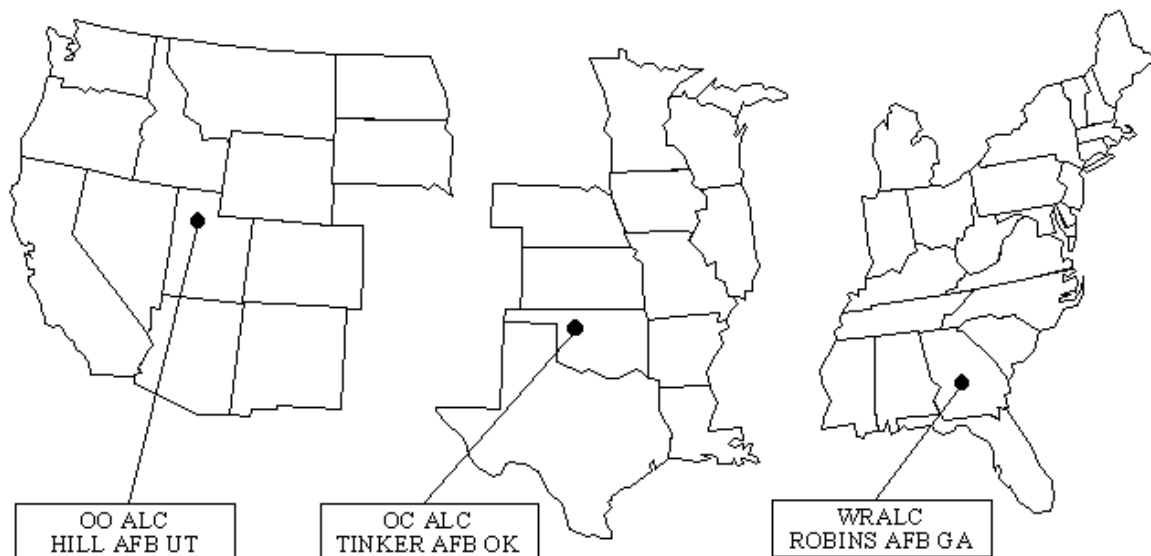 OO ALC
HILL AFB UT
OC ALC
TINKER AFB OK
WRALC
ROBINS AFB GA